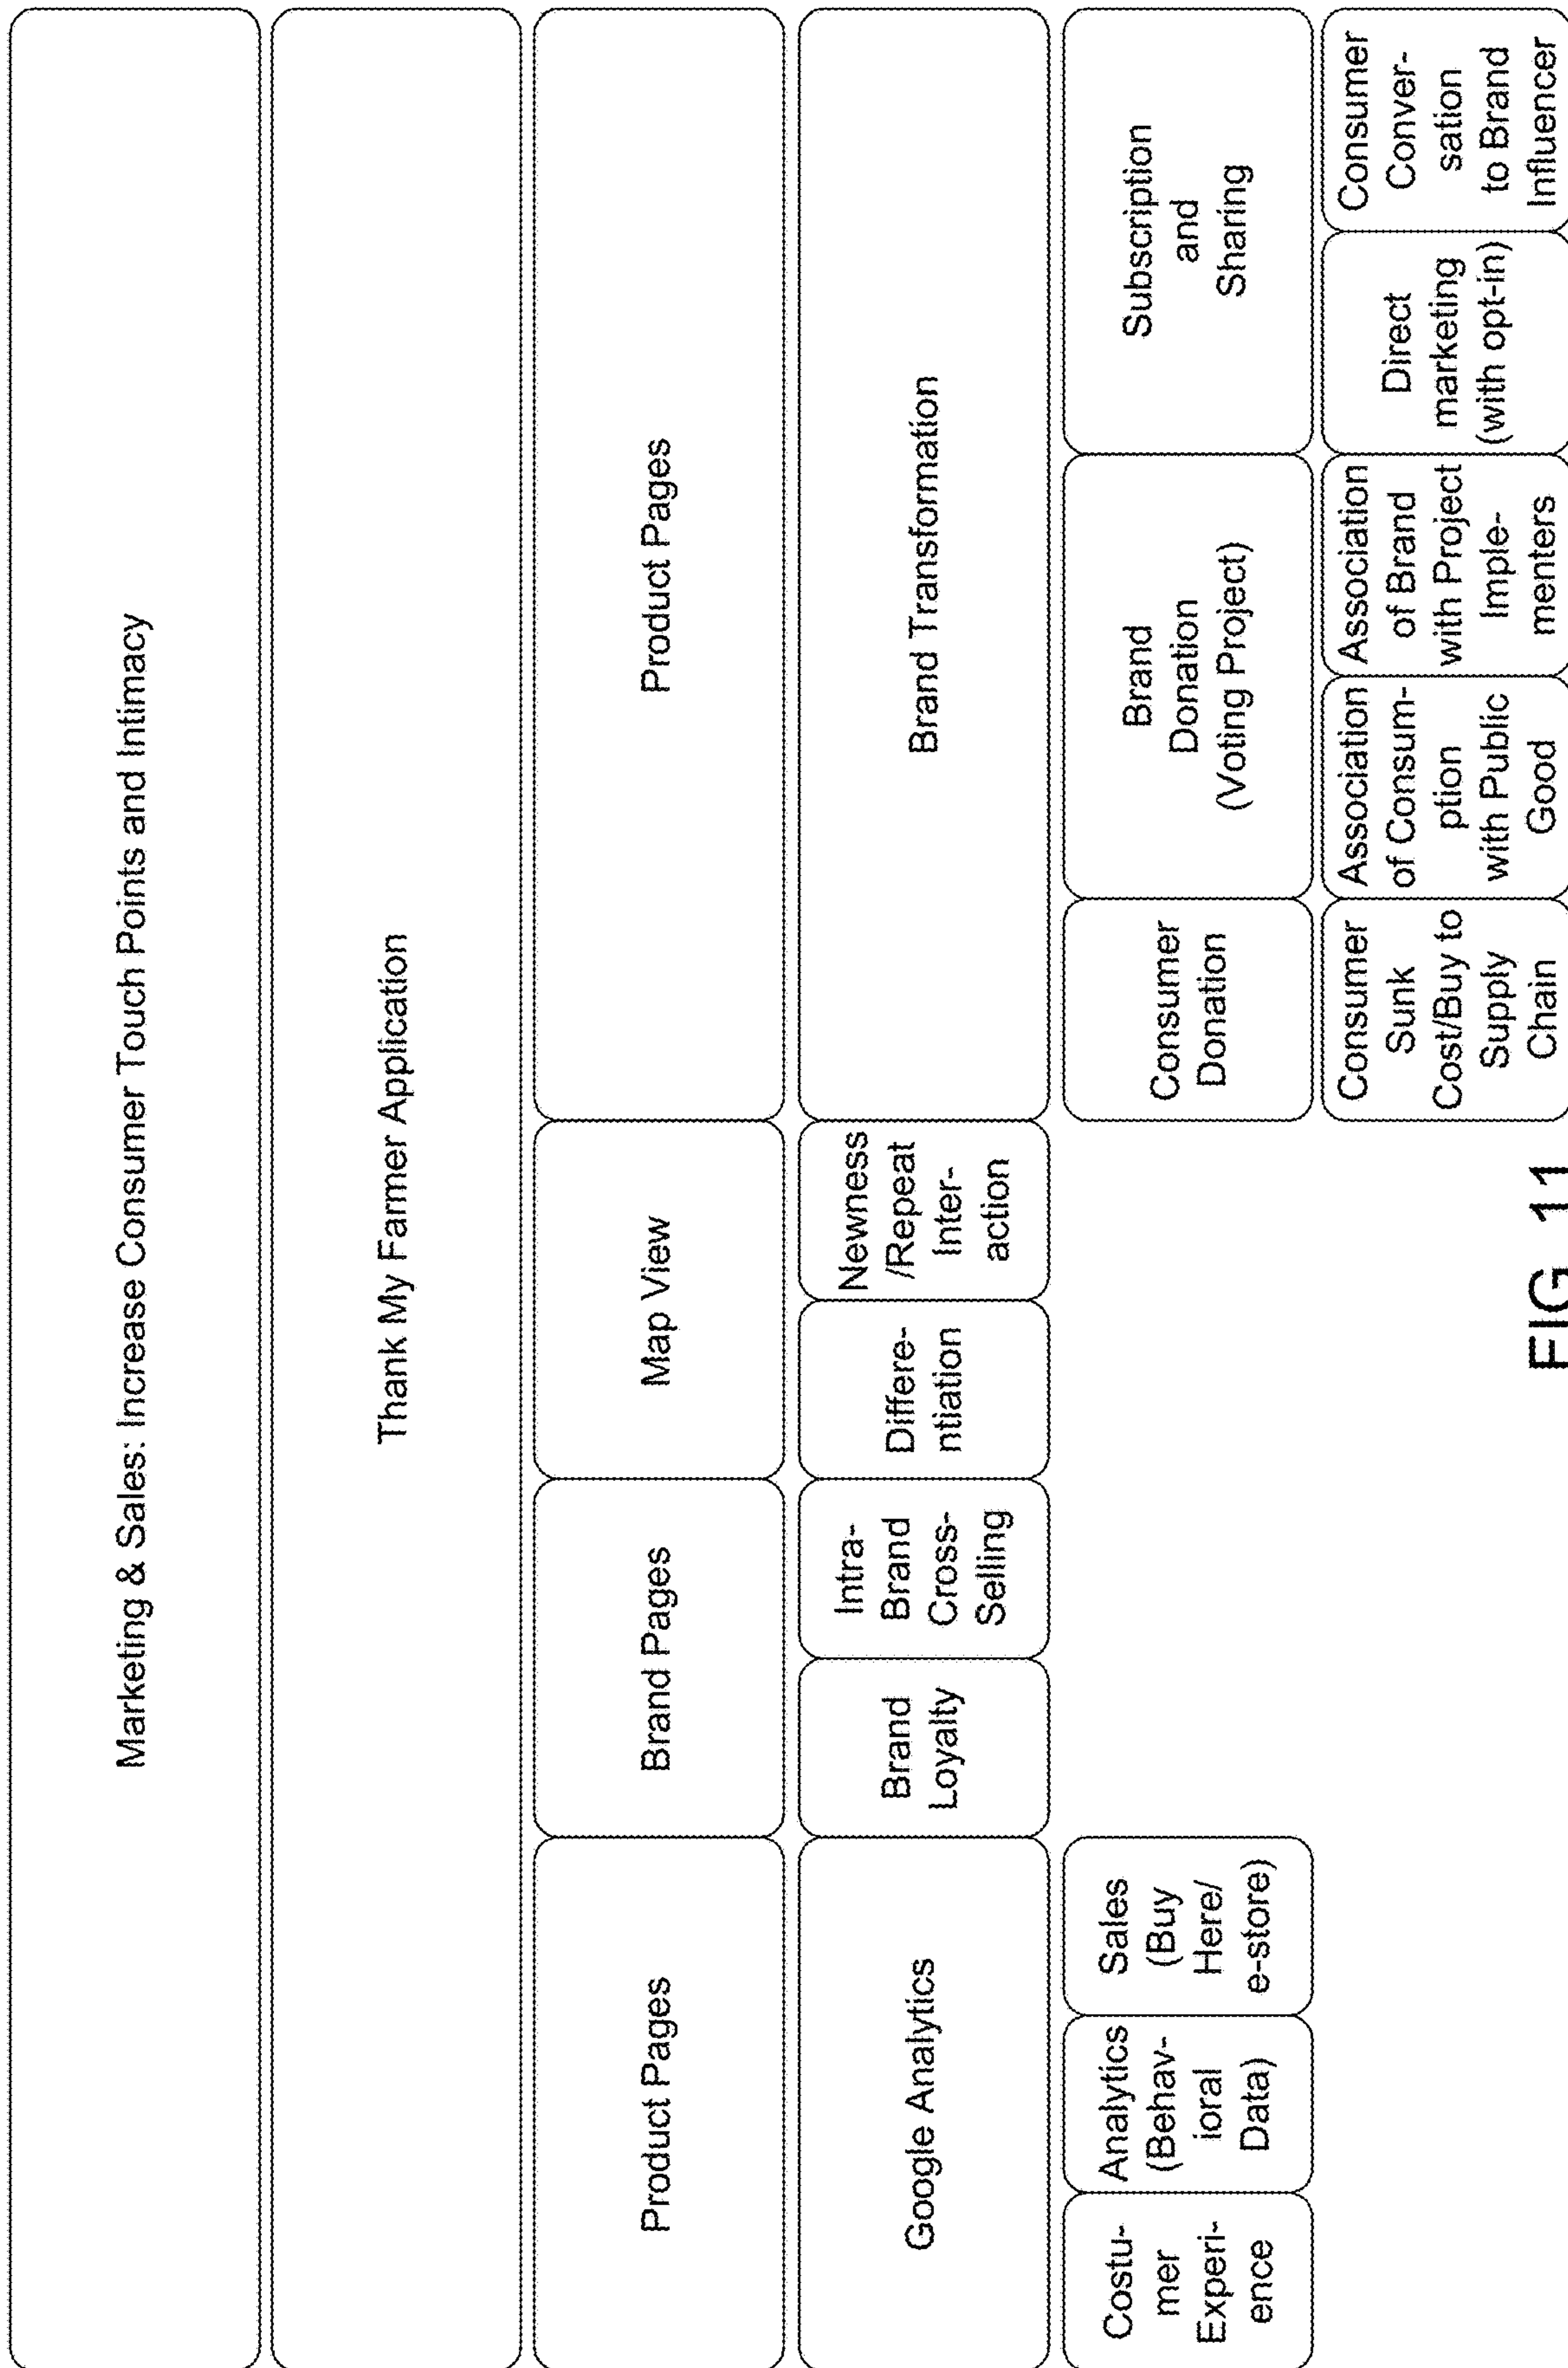 Marketing & Sales: Increase Consumer Touch Points and Intimacy
Thank My Farmer Application
Product Pages
Brand Pages
Map View
Product Pages
Google Analytics
Brand
Loyalty
Intra-
Brand
Cross-
Selling
Differe-
ntiation
Newness
/Repeat
Inter-
action
Brand Transformation
Costu-
mer
Experi-
ence
Analytics
(Behav-
ioral
Data)
Sales
(Buy
Here/
e-store)
Consumer
Donation
Brand
Donation
(Voting Project)
Subscription
and
Sharing
Consumer
Sunk
Cost/Buy to
Supply
Chain
Association
of Consum-
ption
with Public
Good
Association
of Brand
with Project
Imple-
menters
Direct
marketing
(with opt-in)
Consumer
Conver-
sation
to Brand
Influencer
FIG. 11